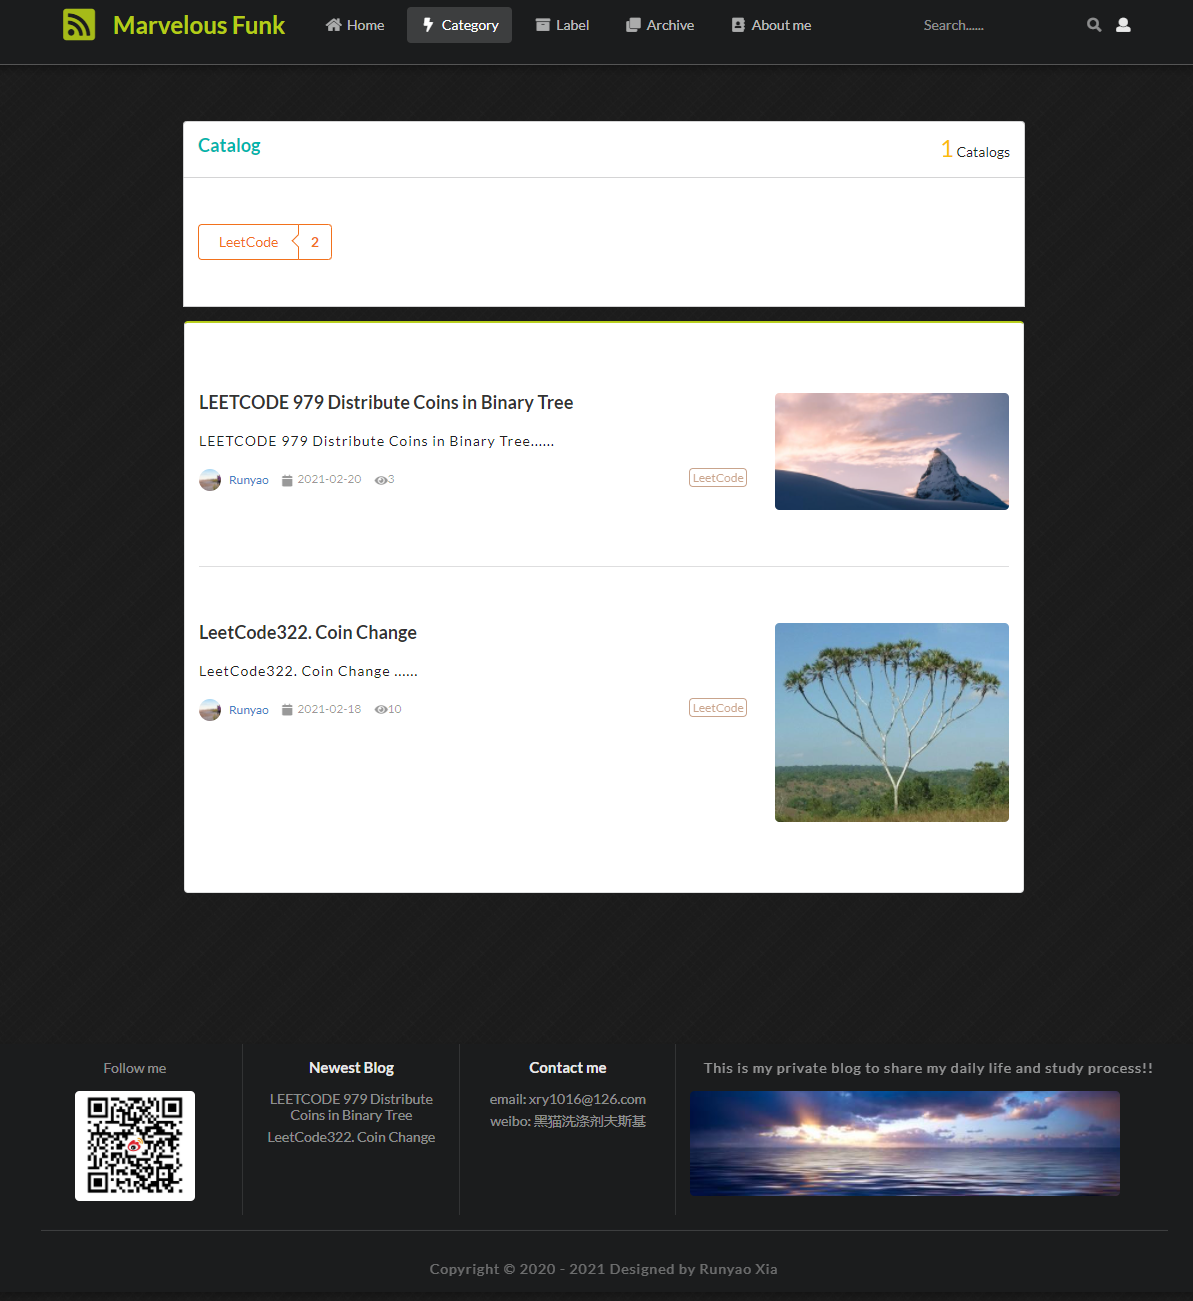 Marvelous Funk
Home
Category
Label
Archive
About me
Search......
Catalog
1 Catalogs
LeetCode
2
LEETCODE 979 Distribute Coins in Binary Tree
LEETCODE 979 Distribute Coins in Binary Tree......
Runyao
2021-02-20
3
LeetCode
LeetCode322. Coin Change
LeetCode322. Coin Change ......
Runyao
2021-02-18
10
LeetCode
Follow me
Newest Blog
LEETCODE 979 Distribute
Coins in Binary Tree
LeetCode322. Coin Change
Contact me
email: xry1016@126.com
weibo: 黑猫洗涤剂夫斯基
This is my private blog to share my daily life and study process!!
Copyright © 2020 - 2021 Designed by Runyao Xia